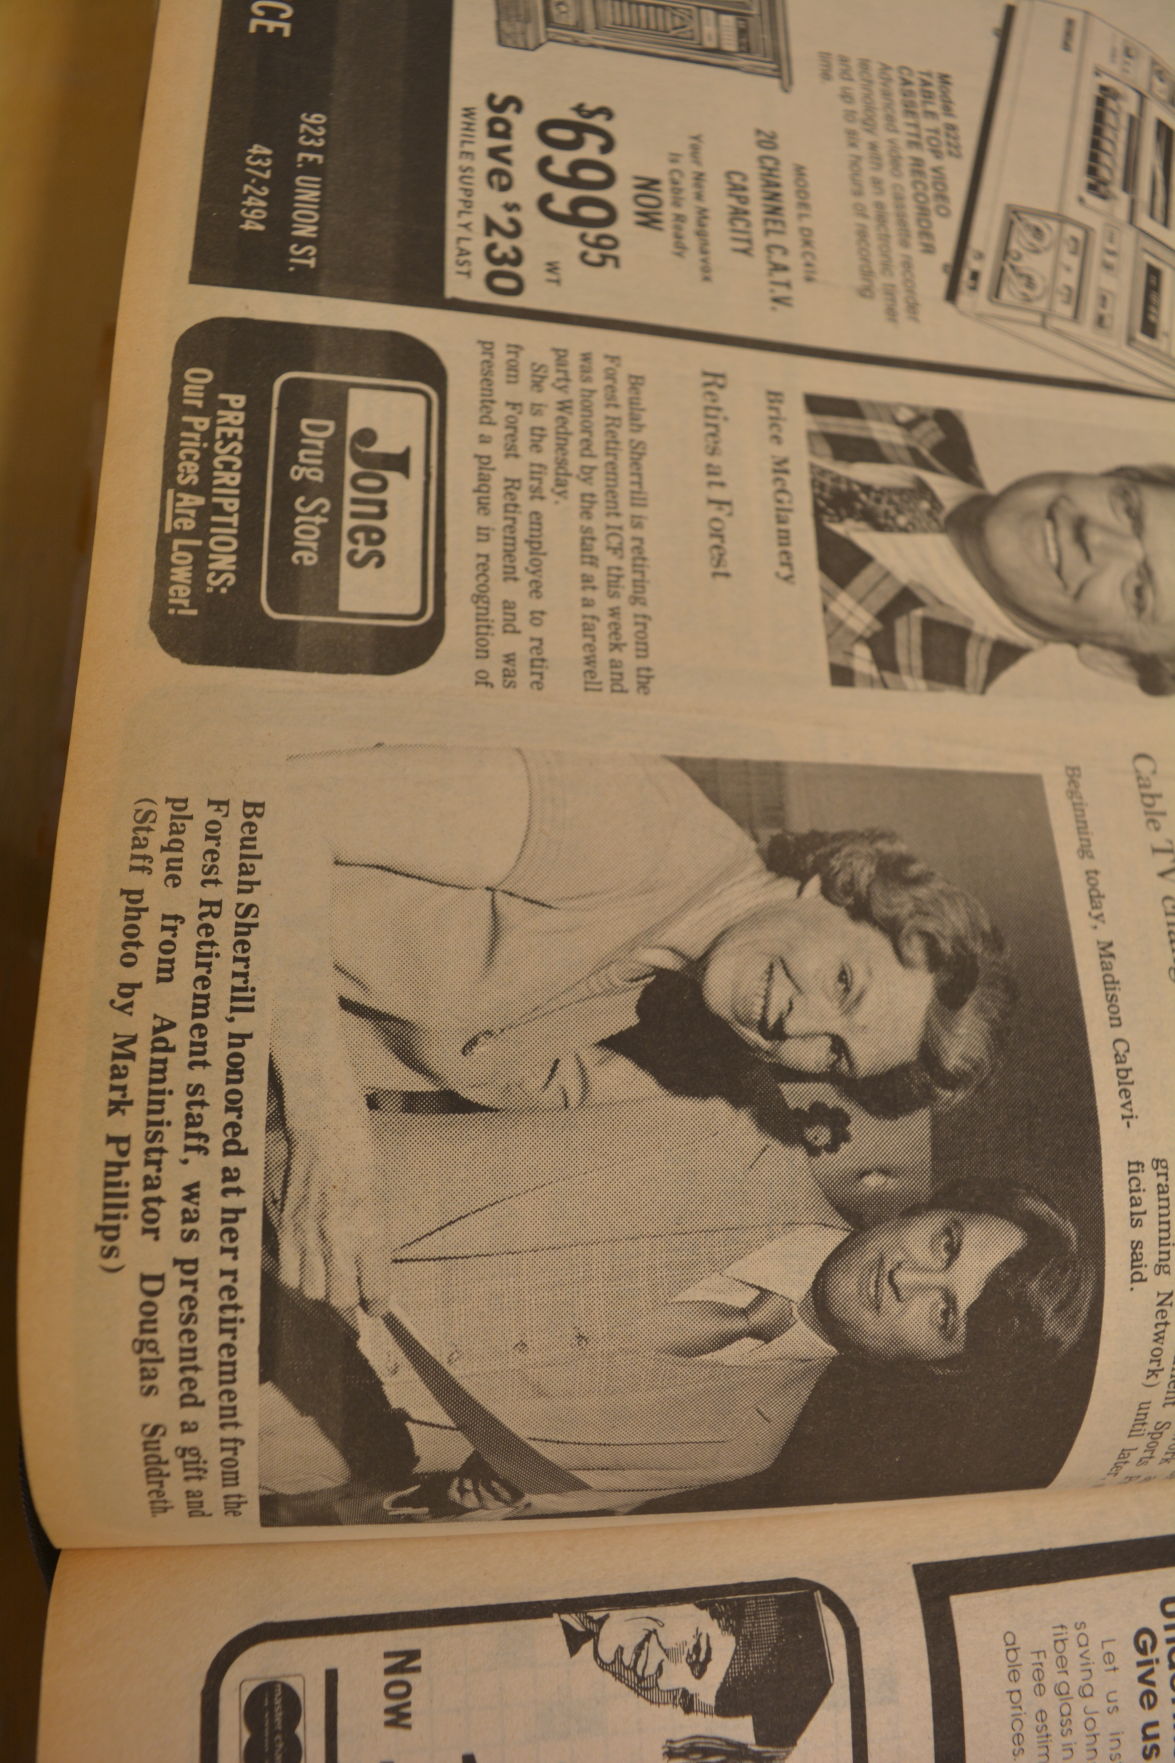 Model 8222
TABLE TOP VIDEO
CASSETTE RECORDER
Advanced video cassette recorder
technology with an electronic timer
and up to six hours of recording
time.
MODEL DKC416
20 CHANNEL C.A.T.V.
CAPACITY
Your New Magnavox
Is Cable Ready
NOW
$699.95
WT
Save $230
WHILE SUPPLY LAST
CE
923 E. UNION ST.
437-2494
Brice McGlamery
Retires at Forest
Beulah Sherrill is retiring from the
Forest Retirement ICF this week and
was honored by the staff at a farewell
party Wednesday.
She is the first employee to retire
from Forest Retirement and was
presented a plaque in recognition of
Jones
Drug Store
PRESCRIPTIONS:
Our Prices Are Lower!
Cable TV
Beginning today, Madison Cablevi-
gramming Network) until later,
ficials said.
Beulah Sherrill, honored at her retirement from the
Forest Retirement staff, was presented a gift and
plaque from Administrator Douglas Suddreth.
(Staff photo by Mark Phillips)
Give us
Let us ins
saving John
fiberglass in
Free estim
able prices
Now